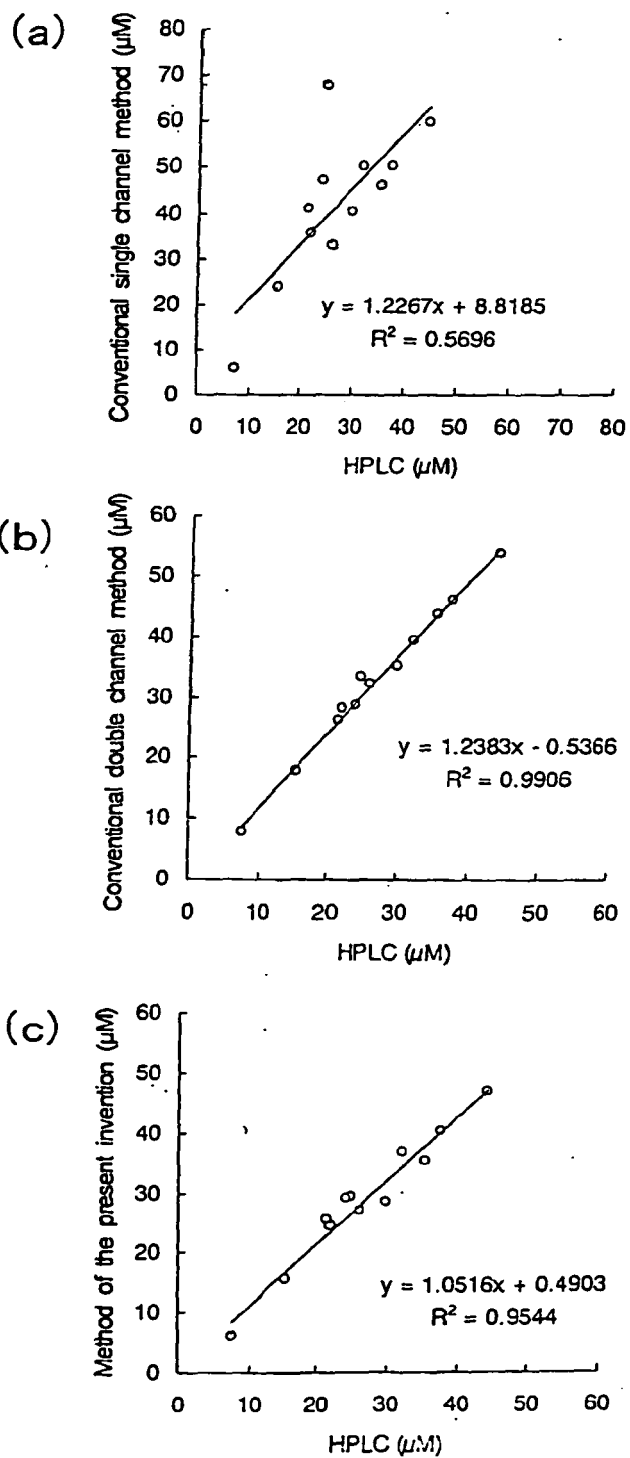 (a)
Conventional single channel method (µM)
80
70
60
50
40
30
20
10
0
y = 1.2267x + 8.8185
R² = 0.5696
0 10 20 30 40 50 60 70 80
HPLC (µM)
(b)
Conventional double channel method (µM)
60
50
40
30
20
10
0
y = 1.2383x - 0.5366
R² = 0.9906
0 10 20 30 40 50 60
HPLC (µM)
(c)
Method of the present invention (µM)
60
50
40
30
20
10
0
y = 1.0516x + 0.4903
R² = 0.9544
0 10 20 30 40 50 60
HPLC (µM)